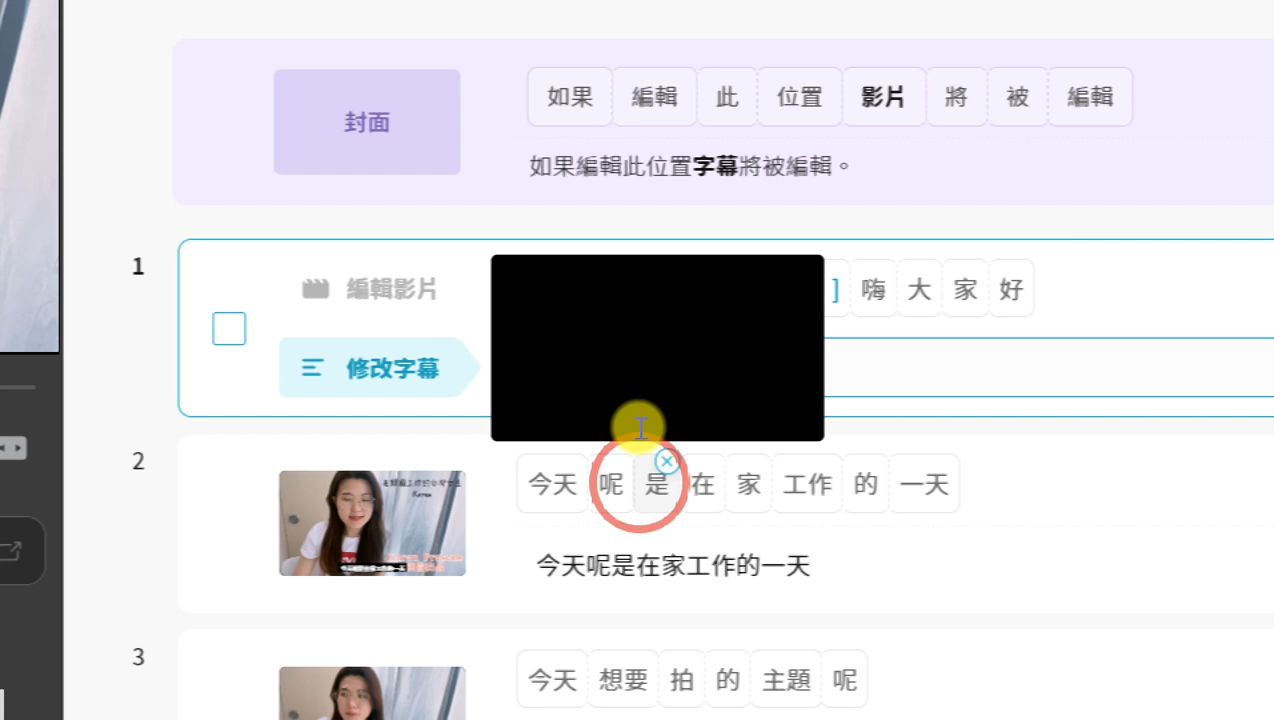 封面
如果 編輯 此 位置 影片 將 被 編輯
如果編輯此位置字幕將被編輯。
1
編輯影片
] 嗨 大 家 好
修改字幕
2
今天 呢 是 在 家 工作 的 一天
今天呢是在家工作的一天
3
今天 想要 拍 的 主題 呢